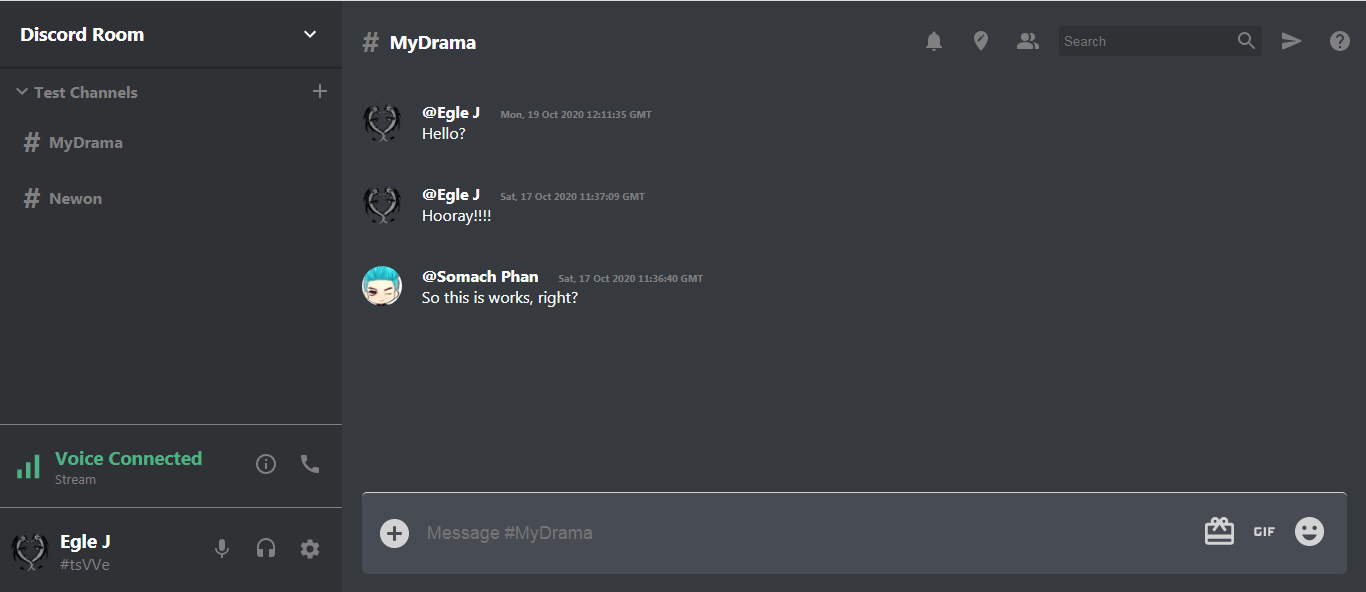 Discord Room
Test Channels
# MyDrama
# Newon
Voice Connected
Stream
Egle J
#tsVVe
# MyDrama
Search
@Egle J Mon, 19 Oct 2020 12:11:35 GMT
Hello?
@Egle J Sat, 17 Oct 2020 11:37:09 GMT
Hooray!!!!
@Somach Phan Sat, 17 Oct 2020 11:36:40 GMT
So this is works, right?
Message #MyDrama
GIF